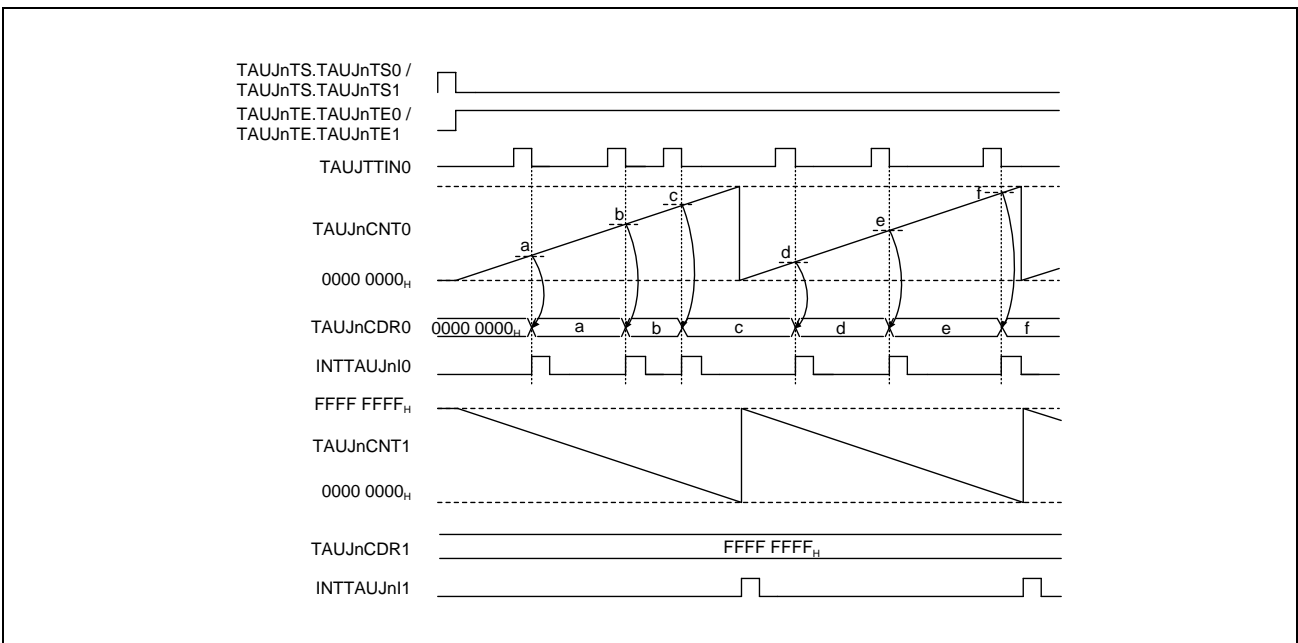 TAUJnTS.TAUJnTS0 /
TAUJnTS.TAUJnTS1
TAUJnTE.TAUJnTE0 /
TAUJnTE.TAUJnTE1
TAUJTTIN0
a
b
c
d
e
f
TAUJnCNT0
0000 0000H
TAUJnCDR0
0000 0000H
a
b
c
d
e
f
INTTAUJnI0
FFFF FFFFH
TAUJnCNT1
0000 0000H
TAUJnCDR1
FFFF FFFFH
INTTAUJnI1